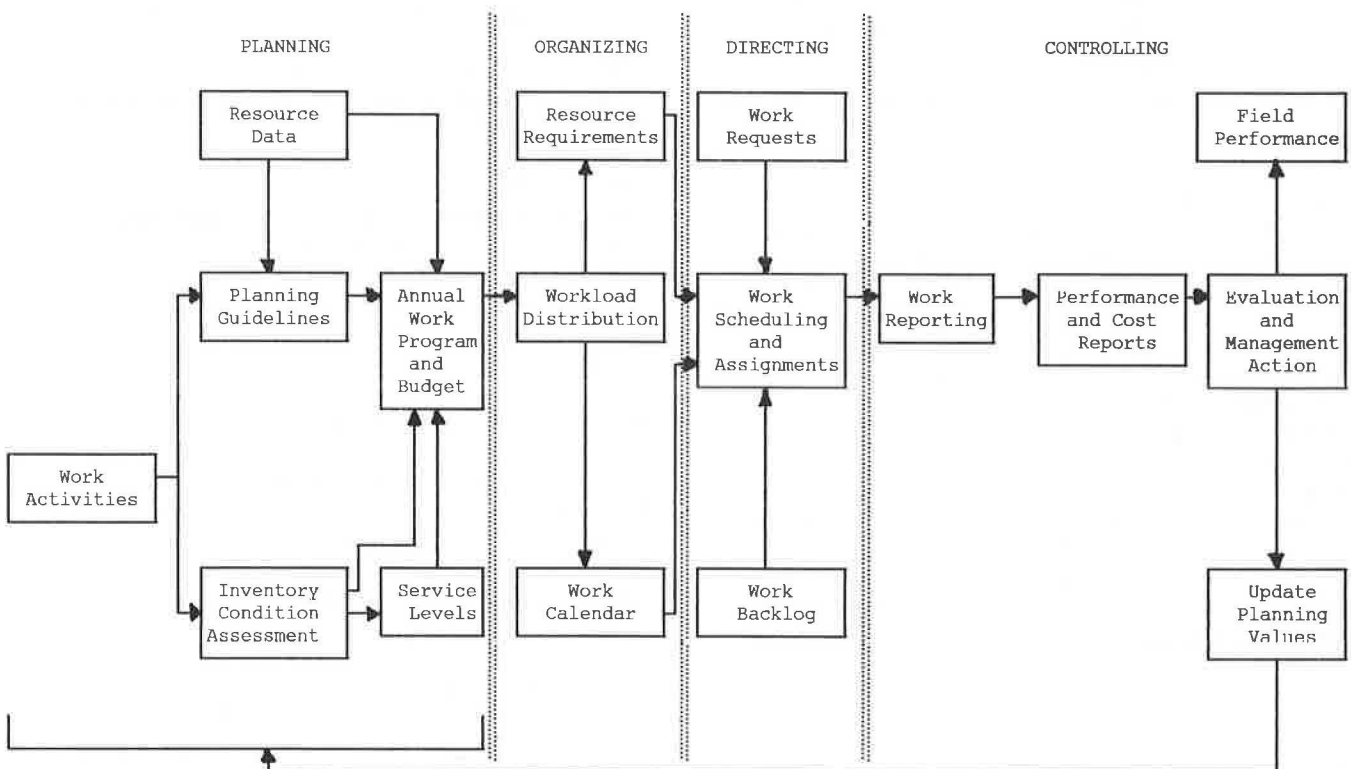 PLANNING
ORGANIZING
DIRECTING
CONTROLLING
Resource
Data
Resource
Requirements
Work
Requests
Field
Performance
Planning
Guidelines
Annual
Work
Program
and
Budget
Workload
Distribution
Work
Scheduling
and
Assignments
Work
Reporting
Performance
and Cost
Reports
Evaluation
and
Management
Action
Work
Activities
Inventory
Condition
Assessment
Service
Levels
Work
Calendar
Work
Backlog
Update
Planning
Values